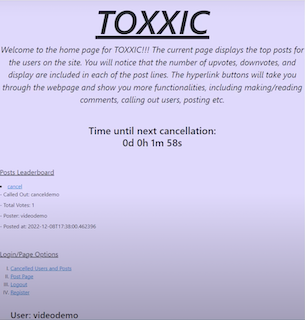 TOXXIC
Welcome to the home page for TOXXIC!!! The current page displays the top posts for
the users on the site. You will notice that the number of upvotes, downvotes, and
display are included in each of the post lines. The hyperlink buttons will take you
through the webpage and show you more functionalities, including making/reading
comments, calling out users, posting etc.
Time until next cancellation:
0d 0h 1m 58s
Posts Leaderboard
• cancel
- Called Out: canceldemo
- Total Votes: 1
- Poster: videodemo
- Posted at: 2022-12-08T17:38:00.462396
Login/Page Options
I. Cancelled Users and Posts
II. Post Page
III. Logout
IV. Register
User: videodemo